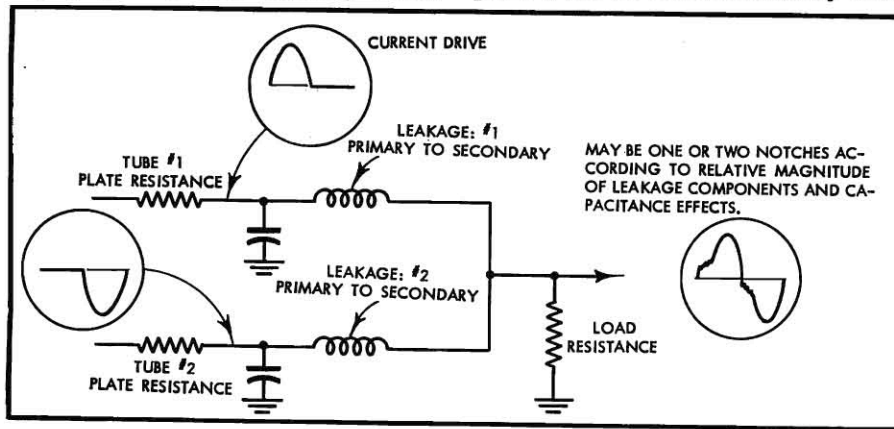 CURRENT DRIVE
LEAKAGE: #1
PRIMARY TO SECONDARY
TUBE #1
PLATE RESISTANCE
MAY BE ONE OR TWO NOTCHES AC-
CORDING TO RELATIVE MAGNITUDE
OF LEAKAGE COMPONENTS AND CA-
PACITANCE EFFECTS.
LEAKAGE: #2
PRIMARY TO SECONDARY
LOAD
RESISTANCE
TUBE #2
PLATE RESISTANCE